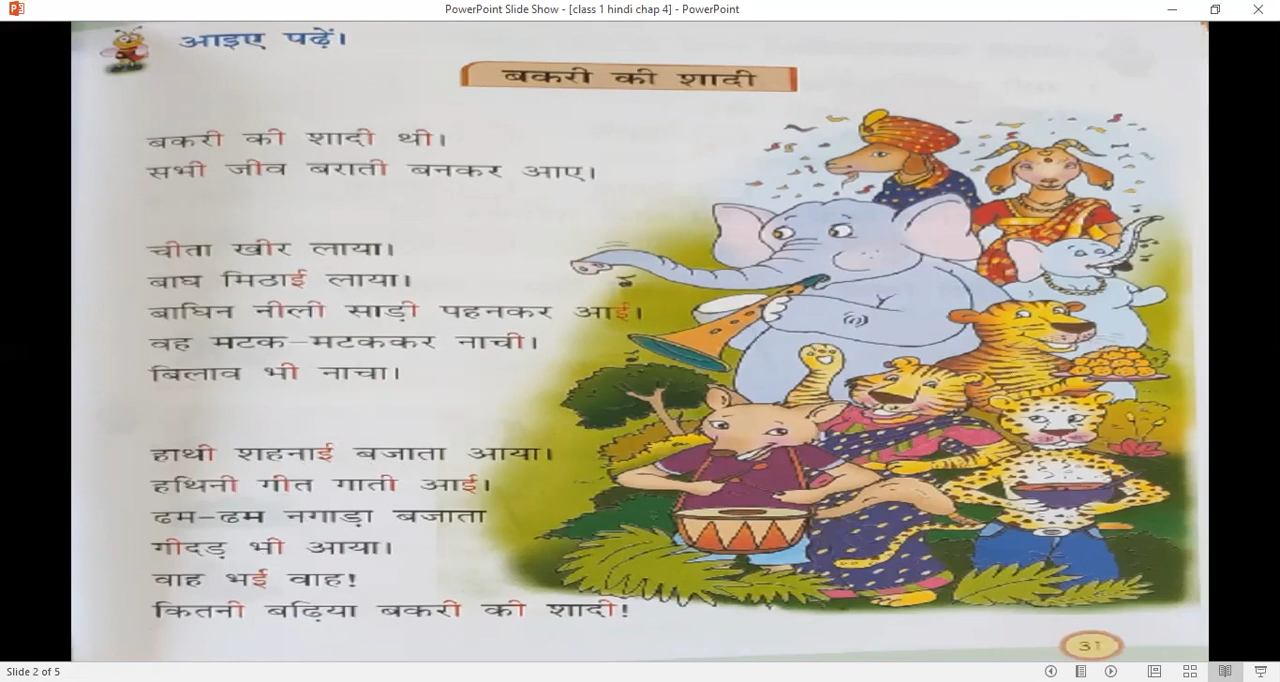 PowerPoint Slide Show - [class 1 hindi chap 4] - PowerPoint
आइए पढ़ें।
बकरी की शादी
बकरी की शादी थी।
सभी जीव बराती बनकर आए।
चीता खीर लाया।
बाघ मिठाई लाया।
बाघिन नीली साड़ी पहनकर आई।
वह मटक-मटककर नाची।
बिलाव भी नाचा।
हाथी शहनाई बजाता आया।
हथिनी गीत गाती आई।
ढम-ढम नगाड़ा बजाता
गीदड़ भी आया।
वाह भई वाह!
कितनी बढ़िया बकरी की शादी!
31
Slide 2 of 5